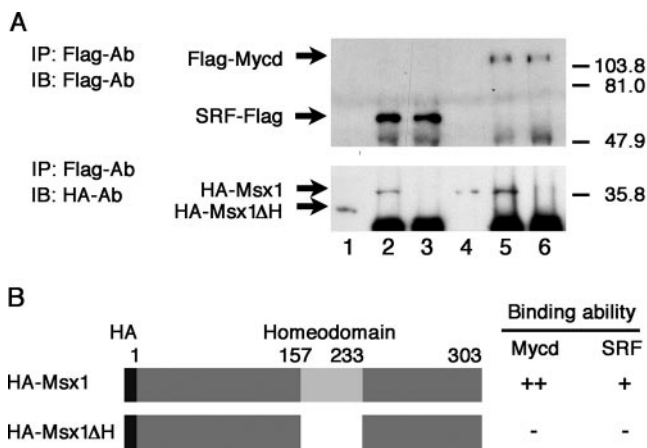 A
IP: Flag-Ab
IB: Flag-Ab
Flag-Mycd
103.8
81.0
SRF-Flag
47.9
IP: Flag-Ab
IB: HA-Ab
HA-Msx1
35.8
HA-Msx1ΔH
1 2 3 4 5 6
B
Binding ability
HA Homeodomain Mycd SRF
1 157 233 303
HA-Msx1 ++ +
HA-Msx1ΔH - -